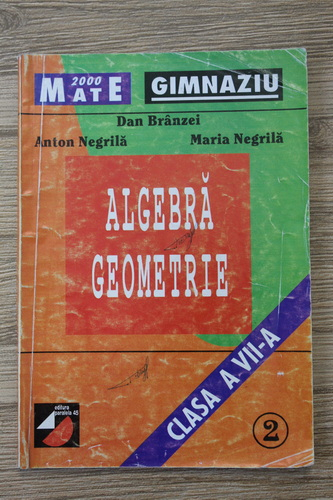 2000
MATE GIMNAZIU
Dan Brânzei
Anton Negrilă Maria Negrilă
ALGEBRĂ
GEOMETRIE
CLASA A VII-A
editura
paralela 45
2